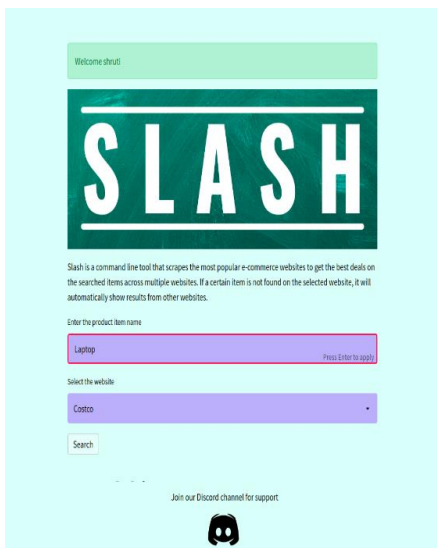 Welcome shruti
SLASH
Slash is a command line tool that scrapes the most popular e-commerce websites to get the best deals on
the searched items across multiple websites. If a certain item is not found on the selected website, it will
automatically show results from other websites.
Enter the product item name
Laptop
Press Enter to apply
Select the website
Costco
Search
Join our Discord channel for support